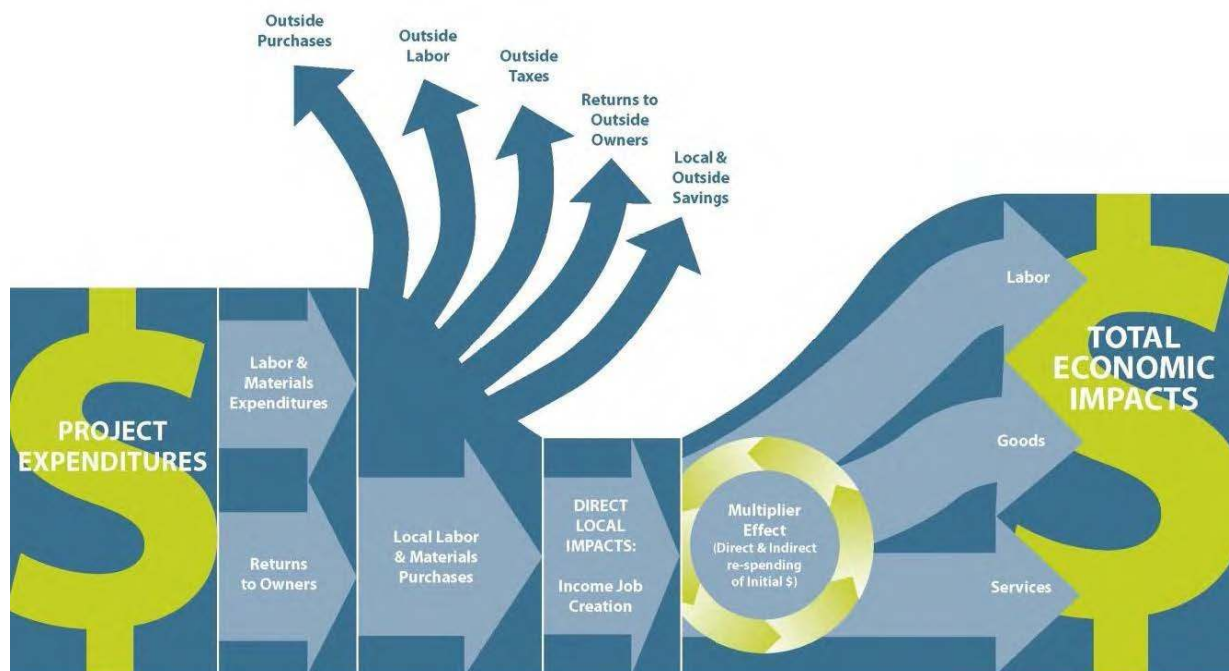 Outside
Purchases
Outside
Labor
Outside
Taxes
Returns to
Outside
Owners
Local &
Outside
Savings
PROJECT
EXPENDITURES
Labor &
Materials
Expenditures
Returns
to Owners
Local Labor
& Materials
Purchases
DIRECT
LOCAL
IMPACTS:
Income Job
Creation
Multiplier
Effect
(Direct & Indirect
re-spending
of Initial $)
Labor
Goods
Services
TOTAL
ECONOMIC
IMPACTS